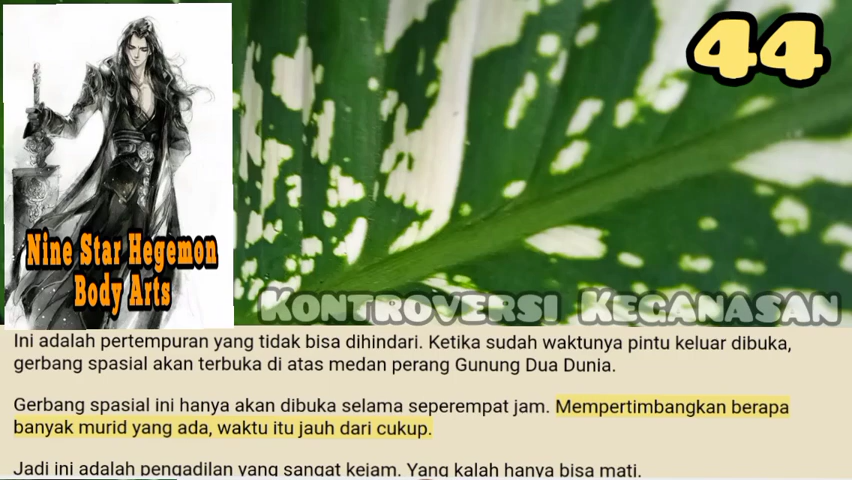 44
Nine Star Hegemon
Body Arts
Kontroversi Keganasan
Ini adalah pertempuran yang tidak bisa dihindari. Ketika sudah waktunya pintu keluar dibuka,
gerbang spasial akan terbuka di atas medan perang Gunung Dua Dunia.
Gerbang spasial ini hanya akan dibuka selama seperempat jam. Mempertimbangkan berapa
banyak murid yang ada, waktu itu jauh dari cukup.
Jadi ini adalah pengadilan yang sangat kejam. Yang kalah hanya bisa mati.